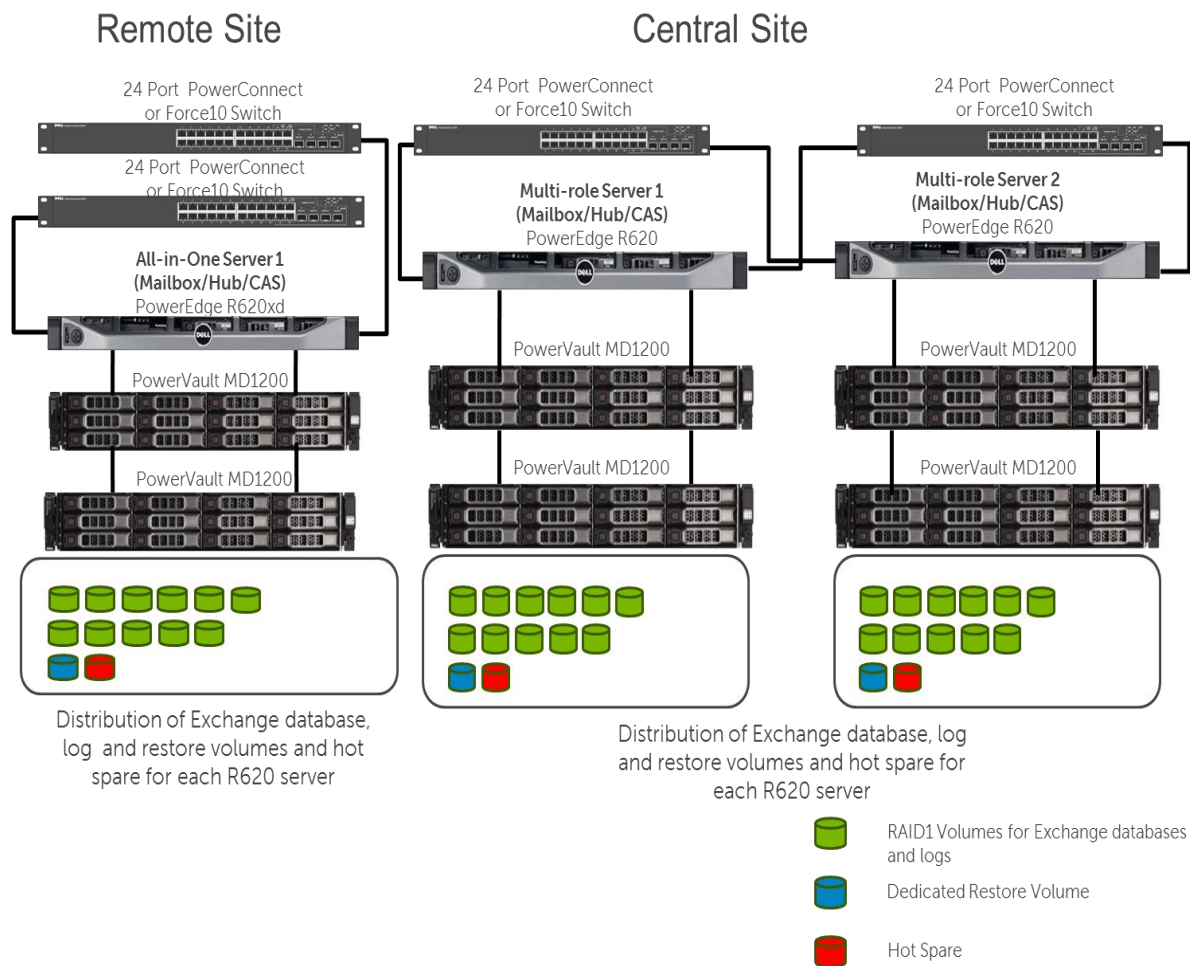 Remote Site
Central Site
24 Port PowerConnect
or Force10 Switch
24 Port PowerConnect
or Force10 Switch
All-in-One Server 1
(Mailbox/Hub/CAS)
PowerEdge R620xd
DELL
PowerVault MD1200
PowerVault MD1200
Distribution of Exchange database,
log and restore volumes and hot
spare for each R620 server
24 Port PowerConnect
or Force10 Switch
DELL
Multi-role Server 1
(Mailbox/Hub/CAS)
PowerEdge R620
DELL
PowerVault MD1200
PowerVault MD1200
24 Port PowerConnect
or Force10 Switch
DELL
Multi-role Server 2
(Mailbox/Hub/CAS)
PowerEdge R620
DELL
PowerVault MD1200
PowerVault MD1200
Distribution of Exchange database, log
and restore volumes and hot spare for
each R620 server
RAID1 Volumes for Exchange databases
and logs
Dedicated Restore Volume
Hot Spare